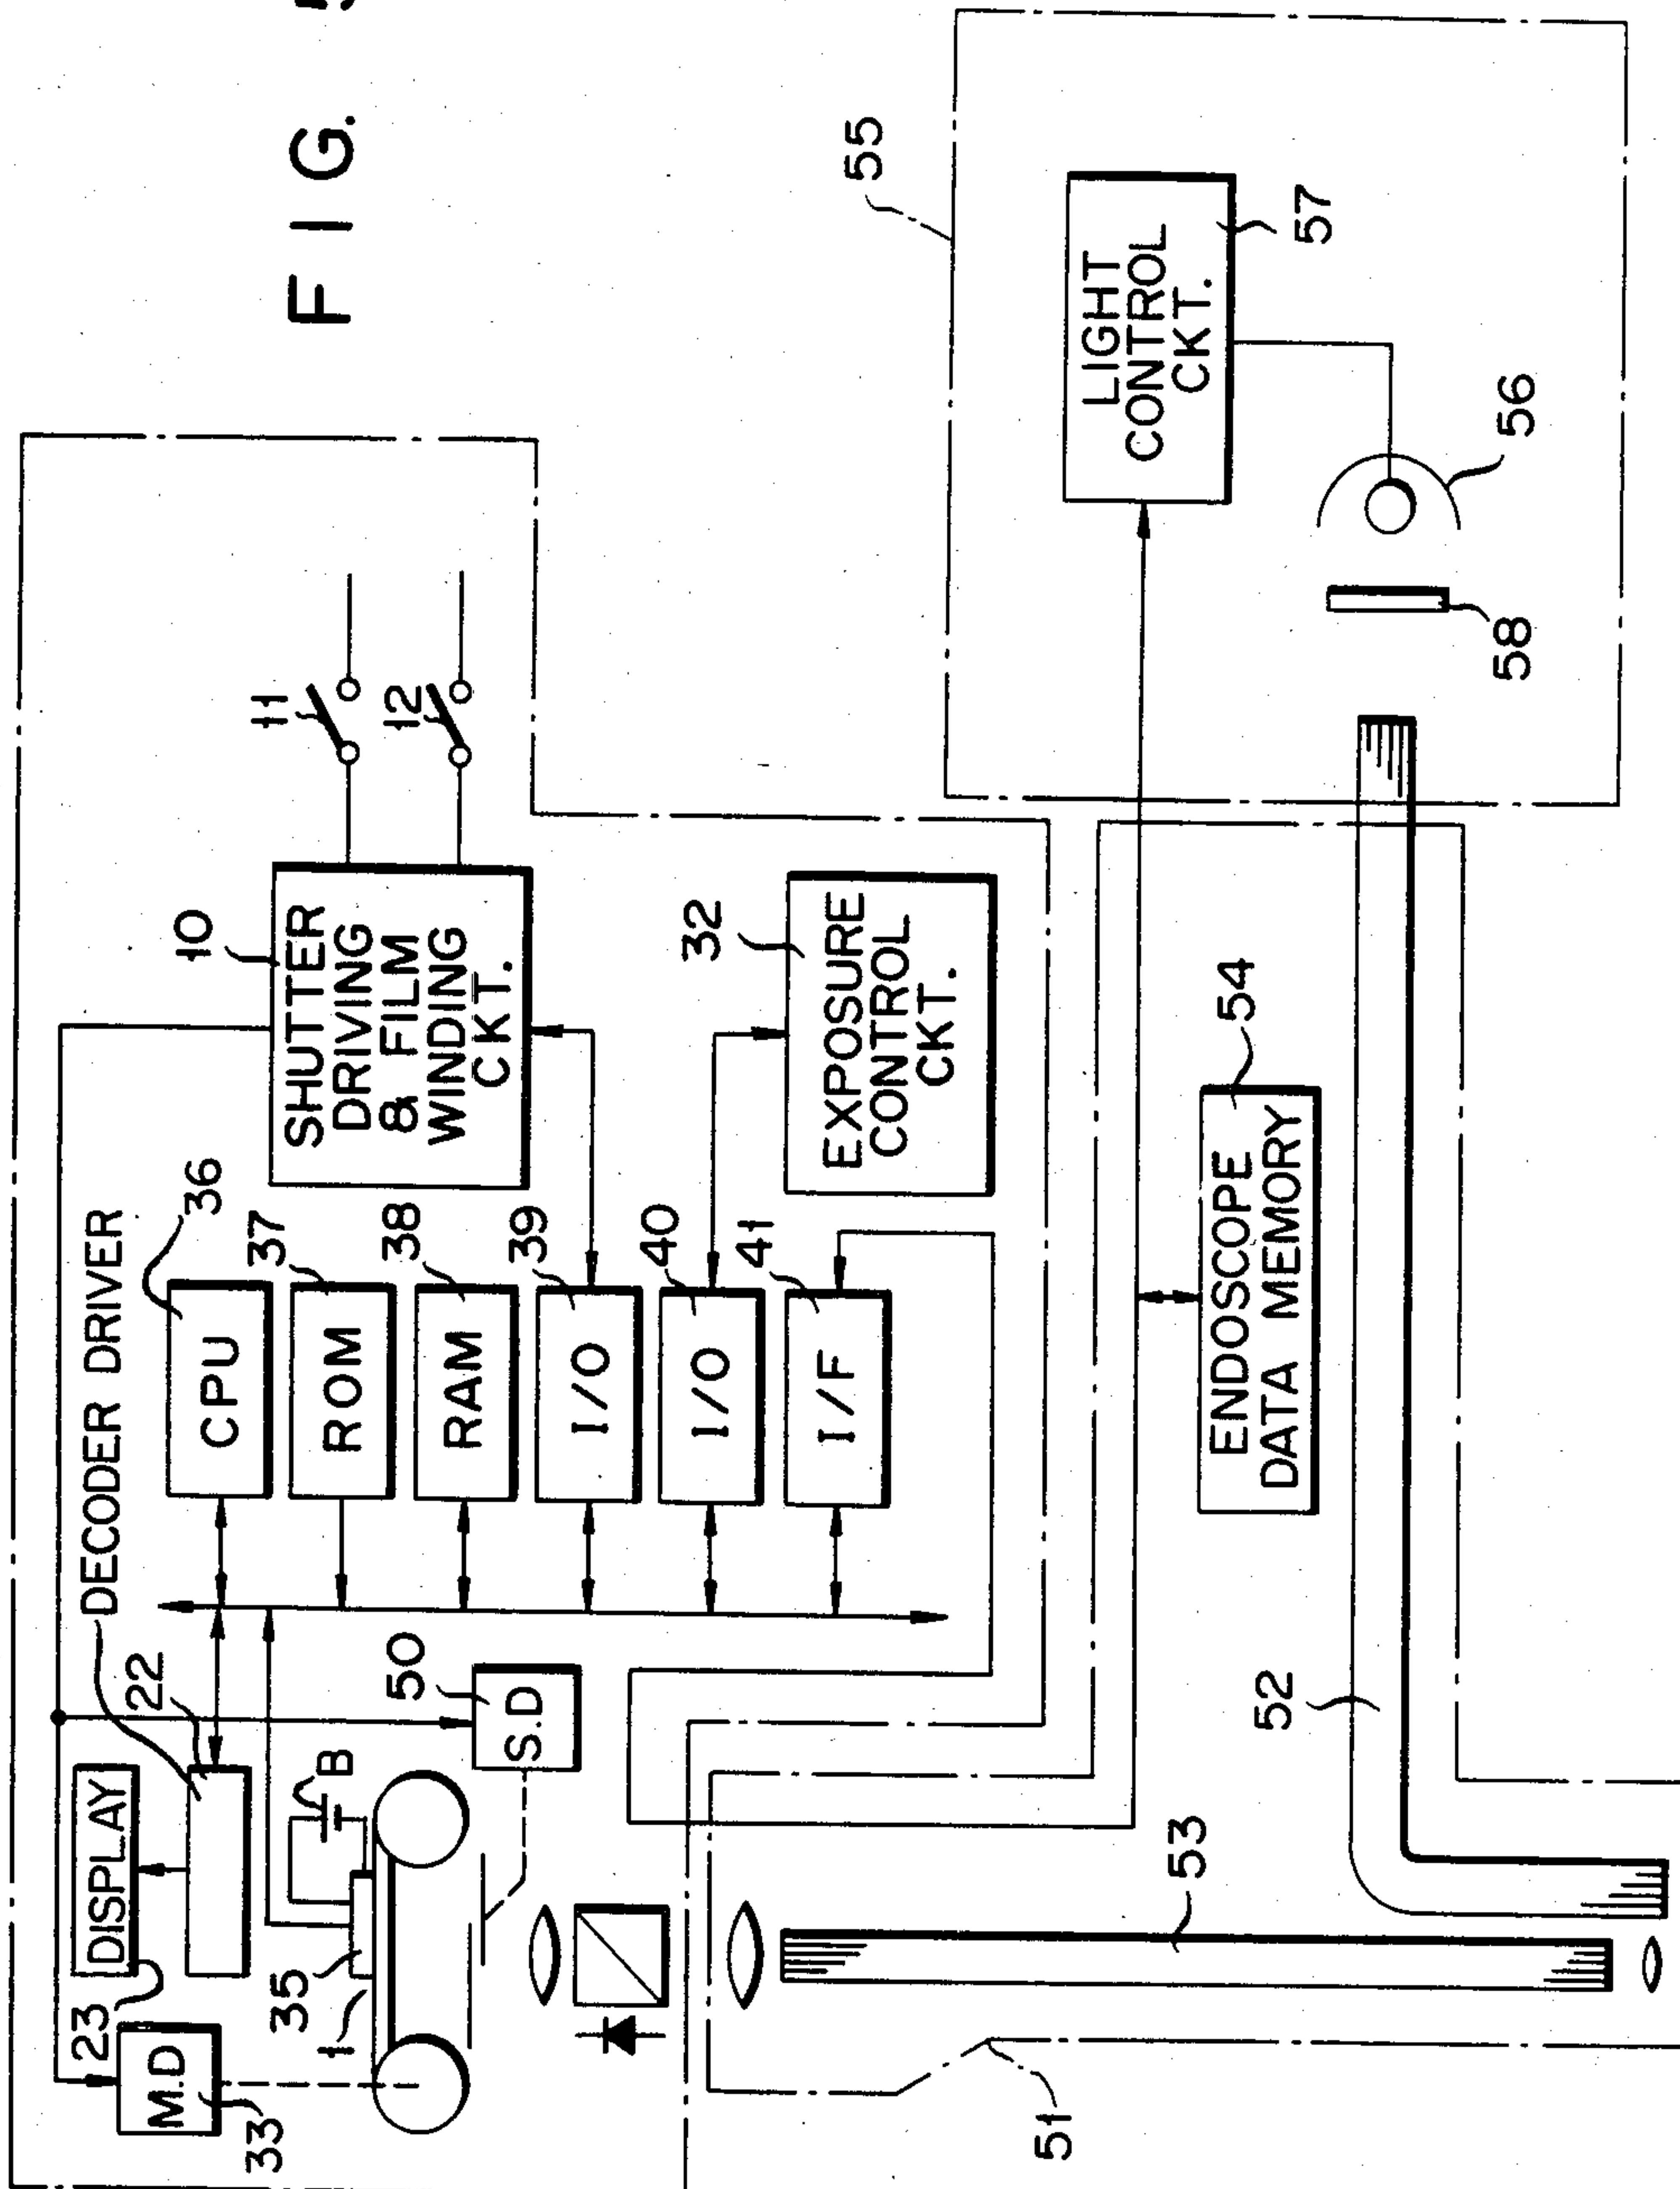 FIG.
55
LIGHT
CONTROL
CKT.
57
56
58
11
12
10
SHUTTER
DRIVING
& FILM
WINDING
CKT.
32
EXPOSURE
CONTROL
CKT.
54
ENDOSCOPE
DATA MEMORY
DECODER DRIVER
36
CPU
37
ROM
38
RAM
39
I/O
40
I/O
41
I/F
22
50
S.D
DISPLAY
23
B
35
1
M.D
33
52
53
51